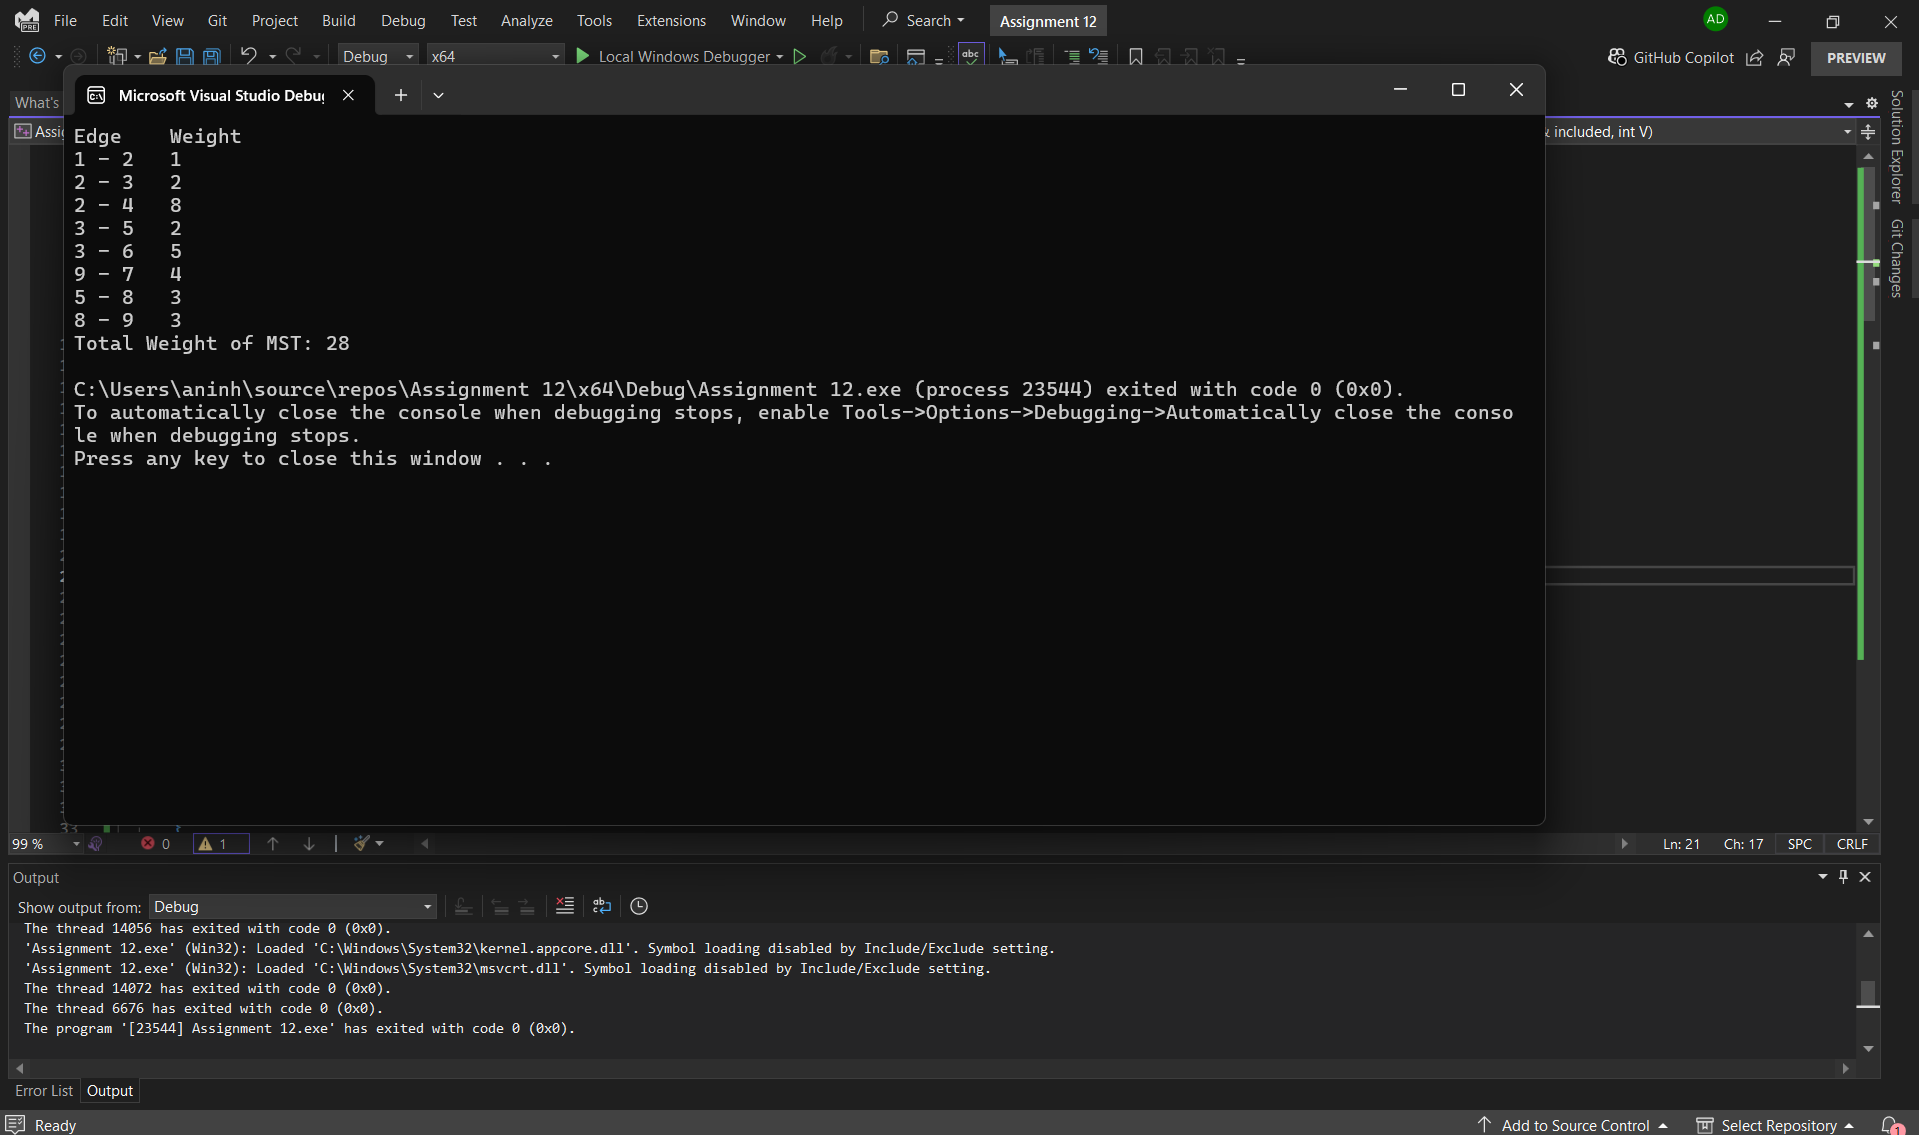 File Edit View Git Project Build Debug Test Analyze Tools Extensions Window Help Search Assignment 12 AD
Debug x64 Local Windows Debugger abc GitHub Copilot PREVIEW
Microsoft Visual Studio Debu
What's
Assi
& included, int V)
Solution Explorer
Git Changes
Edge Weight
1 - 2 1
2 - 3 2
2 - 4 8
3 - 5 2
3 - 6 5
9 - 7 4
5 - 8 3
8 - 9 3
Total Weight of MST: 28
C:\Users\aninh\source\repos\Assignment 12\x64\Debug\Assignment 12.exe (process 23544) exited with code 0 (0x0).
To automatically close the console when debugging stops, enable Tools->Options->Debugging->Automatically close the conso
le when debugging stops.
Press any key to close this window . . .
33
99 % 0 1 Ln: 21 Ch: 17 SPC CRLF
Output
Show output from: Debug
The thread 14056 has exited with code 0 (0x0).
'Assignment 12.exe' (Win32): Loaded 'C:\Windows\System32\kernel.appcore.dll'. Symbol loading disabled by Include/Exclude setting.
'Assignment 12.exe' (Win32): Loaded 'C:\Windows\System32\msvcrt.dll'. Symbol loading disabled by Include/Exclude setting.
The thread 14072 has exited with code 0 (0x0).
The thread 6676 has exited with code 0 (0x0).
The program '[23544] Assignment 12.exe' has exited with code 0 (0x0).
Error List Output
Ready Add to Source Control Select Repository 1